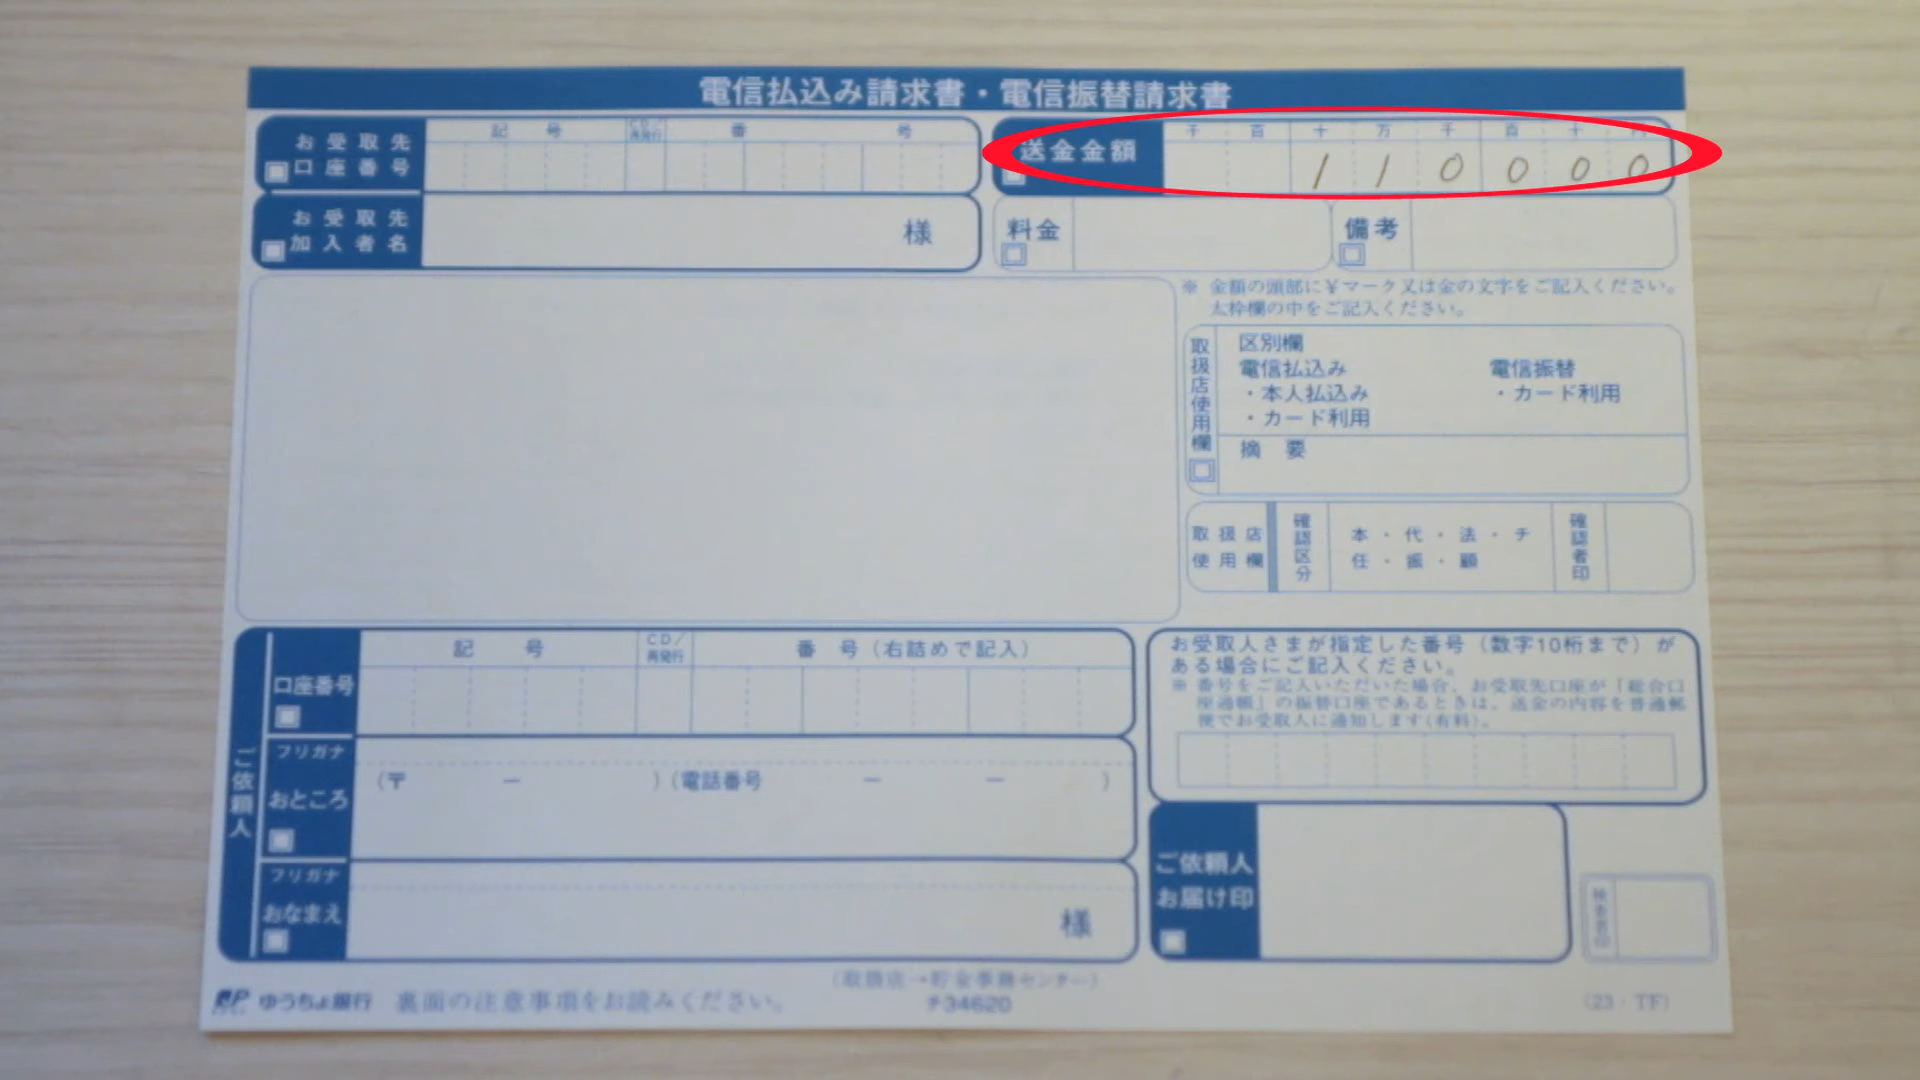 電信払込み請求書・電信振替請求書
お受取先
口座番号
記 号
CD/
再発行
番 号
送金金額
千 百 十 万 千 百 十 円
1 1 0 0 0 0
お受取先
加入者名
様
料金
備考
※ 金額の頭部に¥マーク又は金の文字をご記入ください。
太枠欄の中をご記入ください。
取扱店使用欄
区別欄
電信払込み
・本人払込み
・カード利用
電信振替
・カード利用
摘 要
取扱店
使用欄
確認区分
本・代・法・チ
任・振・顧
確認者印
ご依頼人
口座番号
記 号
CD/
再発行
番 号(右詰めで記入)
フリガナ
おところ
(〒 ー )(電話番号 ー ー )
フリガナ
おなまえ
様
お受取人さまが指定した番号(数字10桁まで)が
ある場合にご記入ください。
※ 番号をご記入いただいた場合、お受取先口座が「総合口
座通帳」の振替口座であるときは、送金の内容を普通郵
便でお受取人に通知します(有料)。
ご依頼人
お届け印
検査者印
JP ゆうちょ銀行
裏面の注意事項をお読みください。
(取扱店→貯金事務センター)
チ34620
(23・TF)